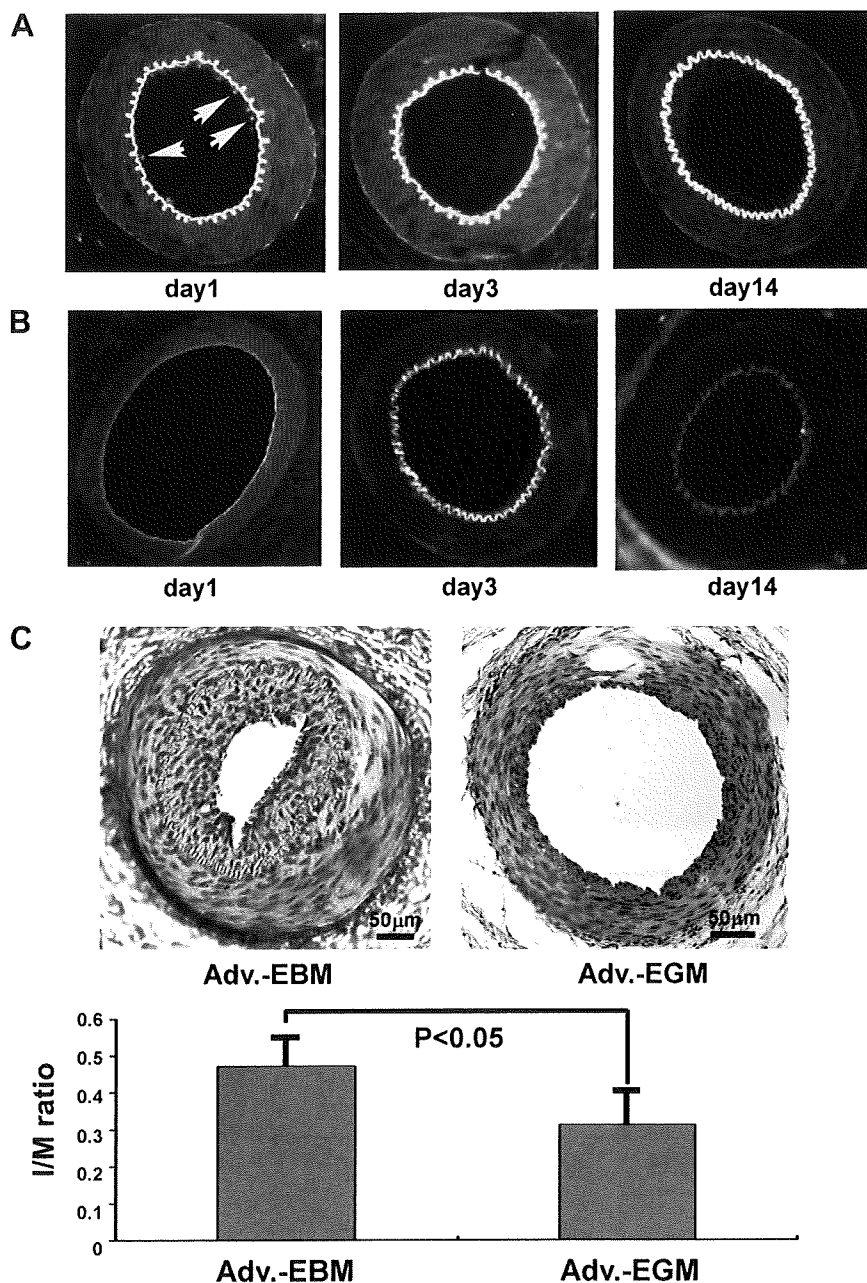 A
day1 day3 day14
B
day1 day3 day14
C
50μm 50μm
Adv.-EBM Adv.-EGM
0.6
P<0.05
0.5
0.4
0.3
0.2
0.1
0
I/M ratio
Adv.-EBM Adv.-EGM